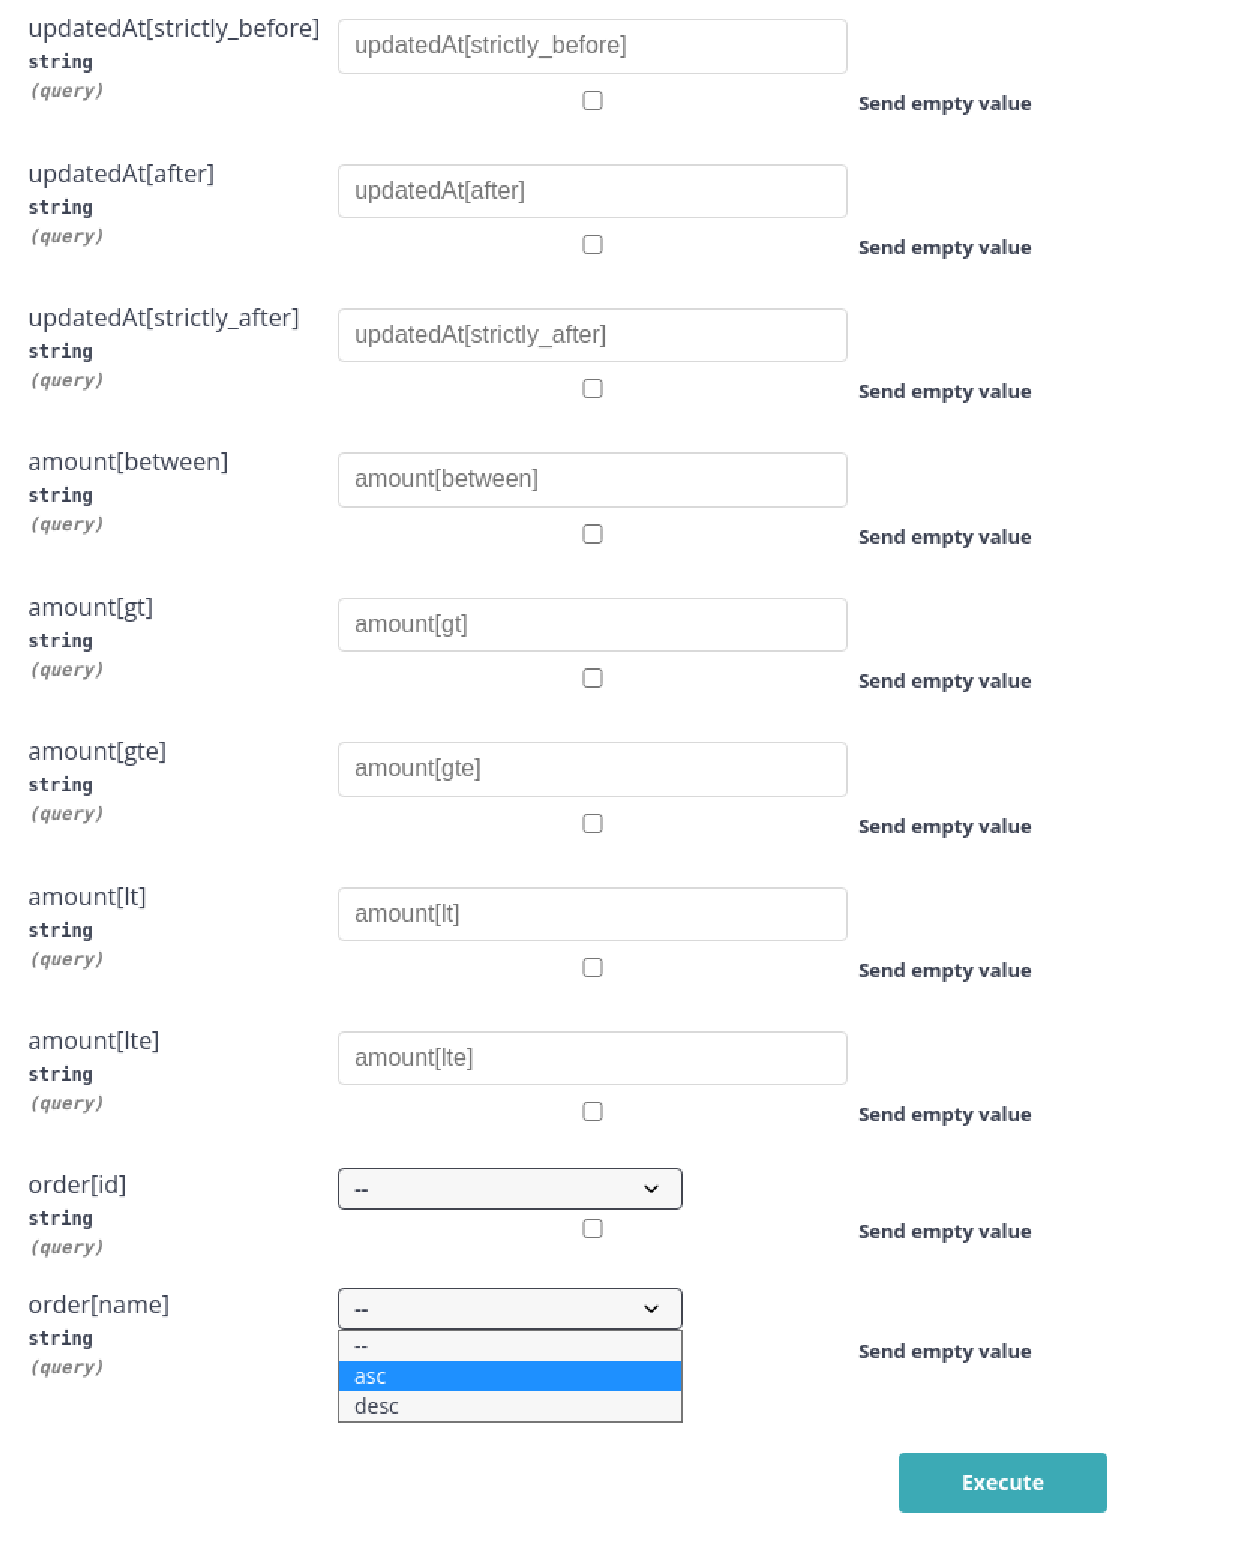 updatedAt[strictly_before]
updatedAt[strictly_before]
string
(query)
Send empty value
updatedAt[after]
updatedAt[after]
string
(query)
Send empty value
updatedAt[strictly_after]
updatedAt[strictly_after]
string
(query)
Send empty value
amount[between]
amount[between]
string
(query)
Send empty value
amount[gt]
amount[gt]
string
(query)
Send empty value
amount[gte]
amount[gte]
string
(query)
Send empty value
amount[lt]
amount[lt]
string
(query)
Send empty value
amount[lte]
amount[lte]
string
(query)
Send empty value
order[id]
--
string
(query)
Send empty value
order[name]
--
string
(query)
--
asc
desc
Send empty value
Execute